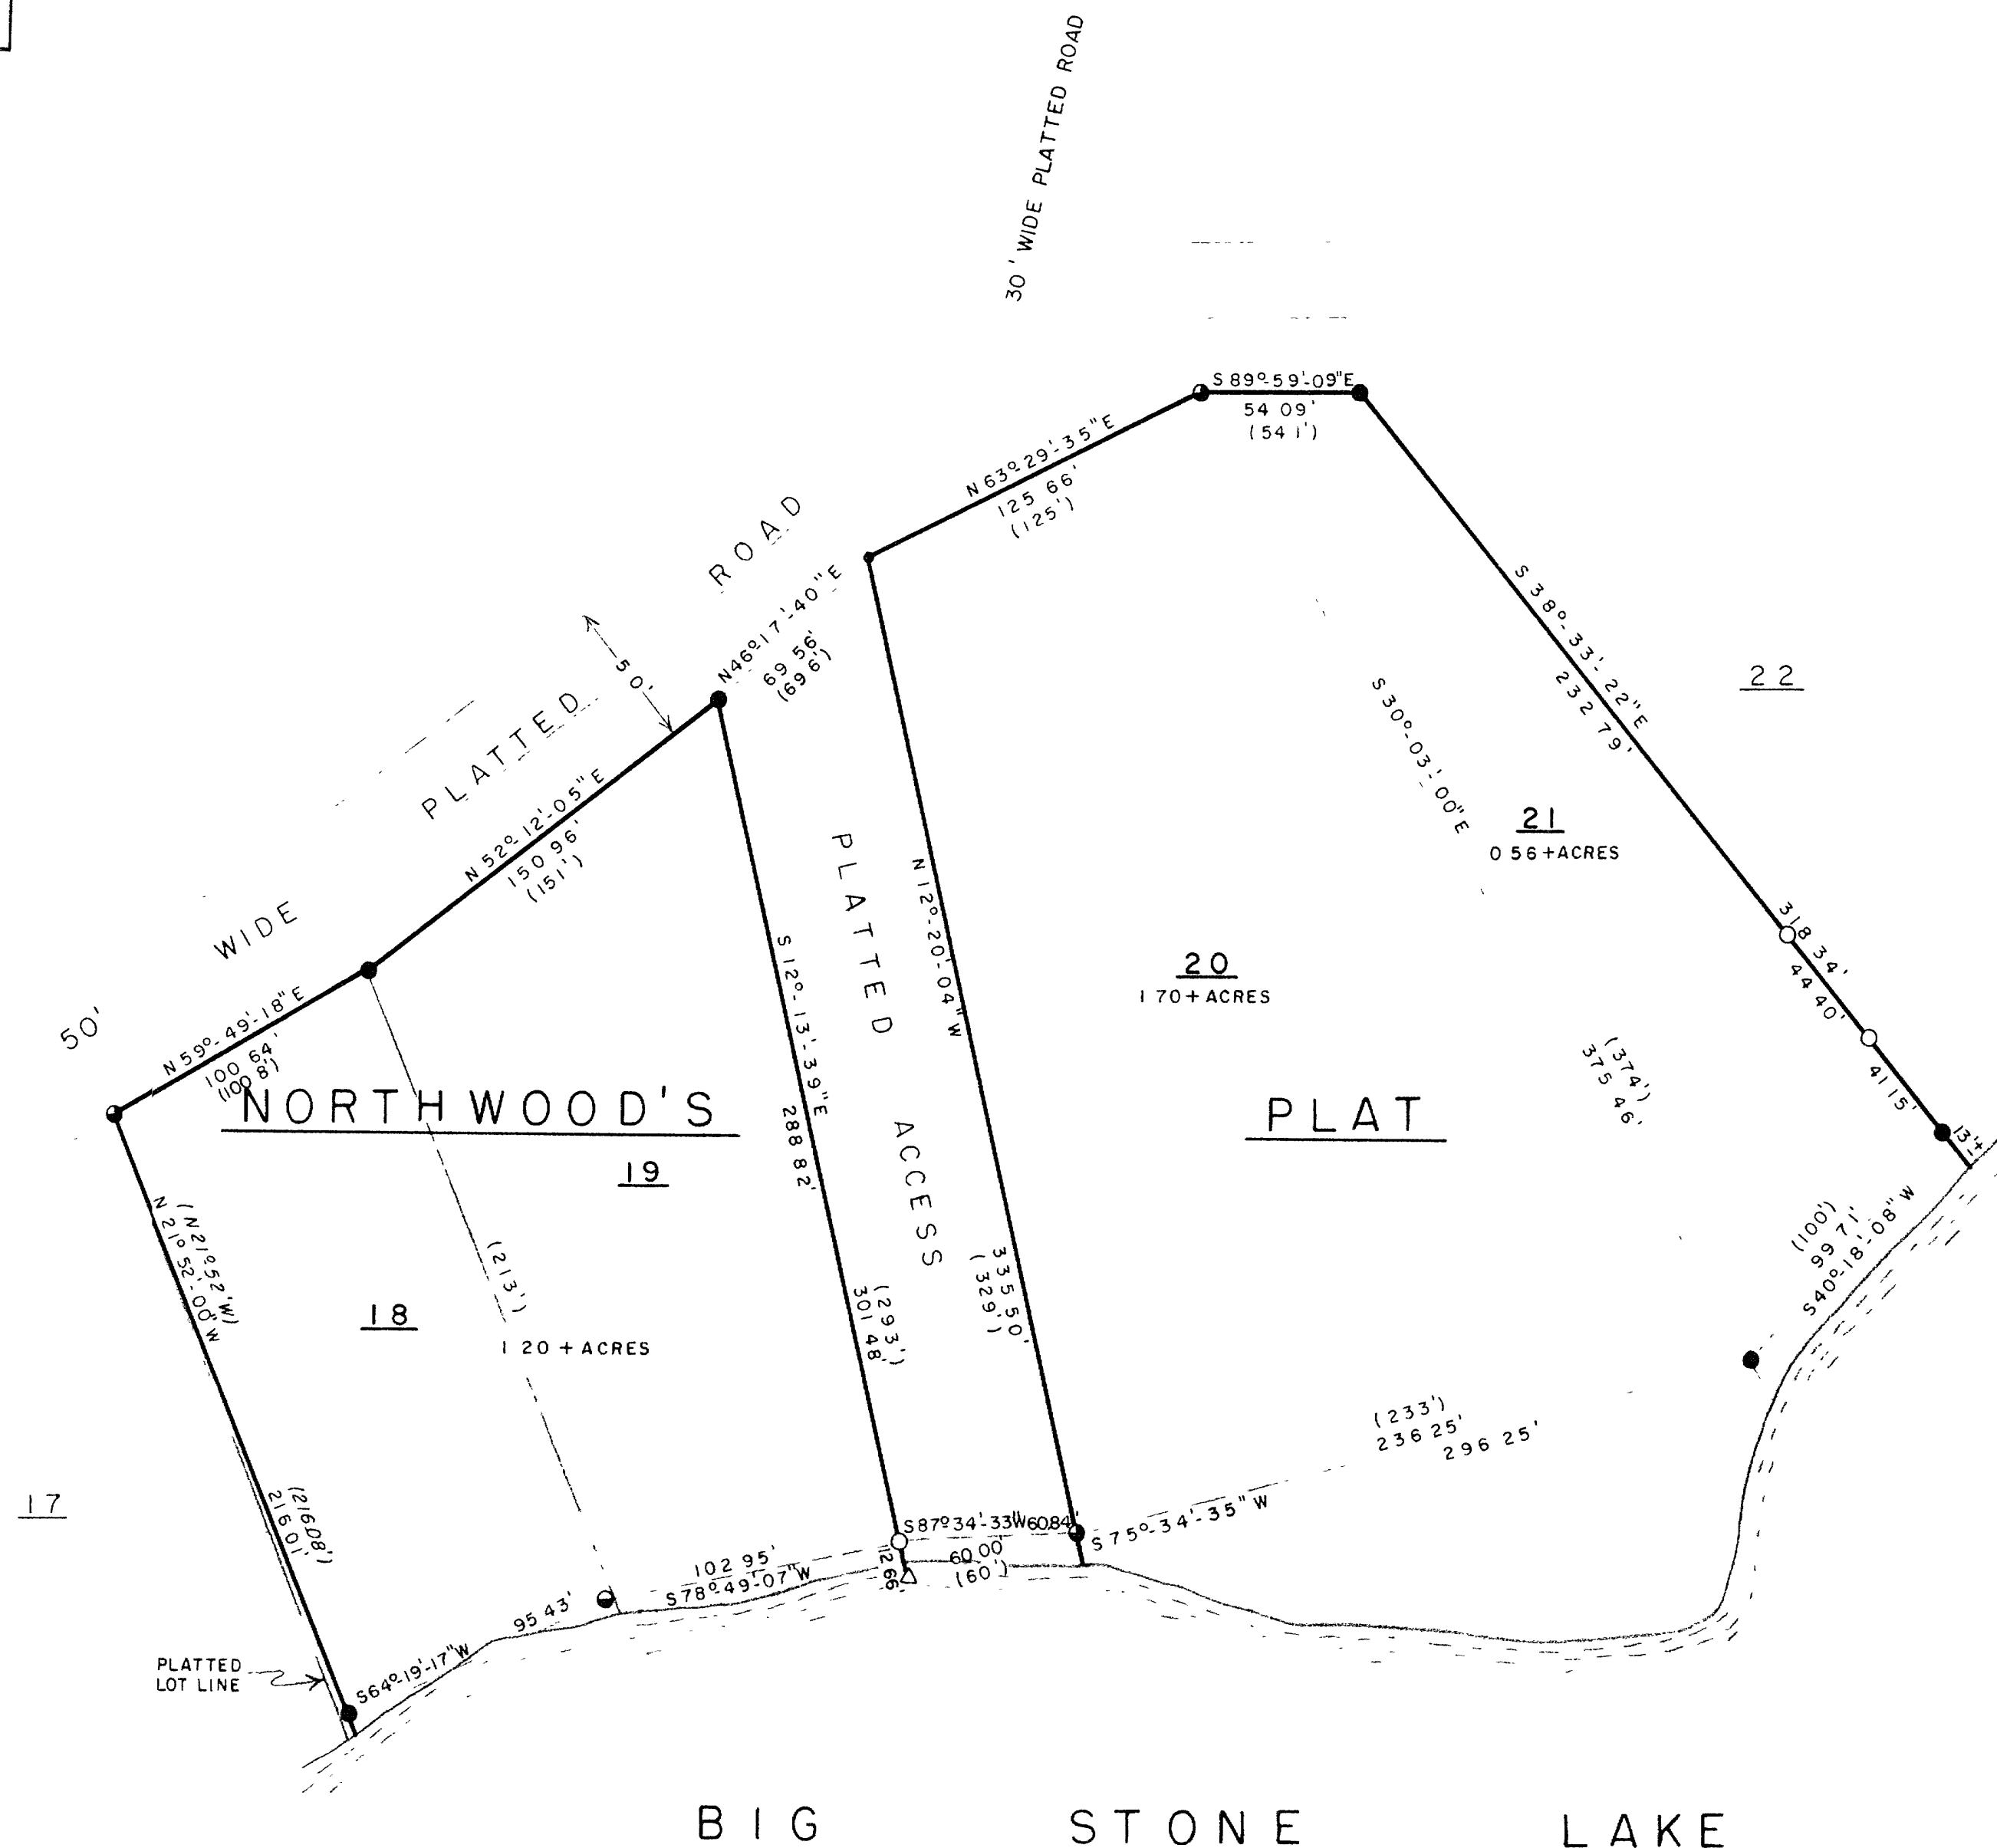 30' WIDE PLATTED ROAD
S 89°-59'-09"E
54 09'
(54 1')
N 63°-29'-35"E
125 66'
(125')
50' WIDE PLATTED ROAD
50'
N46°17'-40"E
69 56'
(69 6')
S 38°-33'-22"E
232 79'
22
S 30°-03'-00"E
N 52°-12'-05"E
150 96'
(151')
21
0 56+ACRES
PLATTED ACCESS
N 12°-20'-04"W
S 12°-13'-39"E
288 82'
318 34'
44 40'
41 15'
13'+
20
1 70+ACRES
N 59°-49'-18"E
100 64'
(100 8')
NORTHWOOD'S PLAT
(374')
375 46'
19
(N21°52'W)
N 21°52'-00"W
(213')
(293')
301 48'
335 50'
(329')
(100')
99 71'
S40°-18'-08"W
18
1 20 + ACRES
(233')
236 25'
296 25'
17
(216 08')
216 01'
S87°34'-33"W 60.84'
60 00'
(60')
S 75°-34'-35"W
12 66'
102 95'
S78°-49'-07"W
95 43'
S64°-19'-17"W
PLATTED
LOT LINE
BIG STONE LAKE